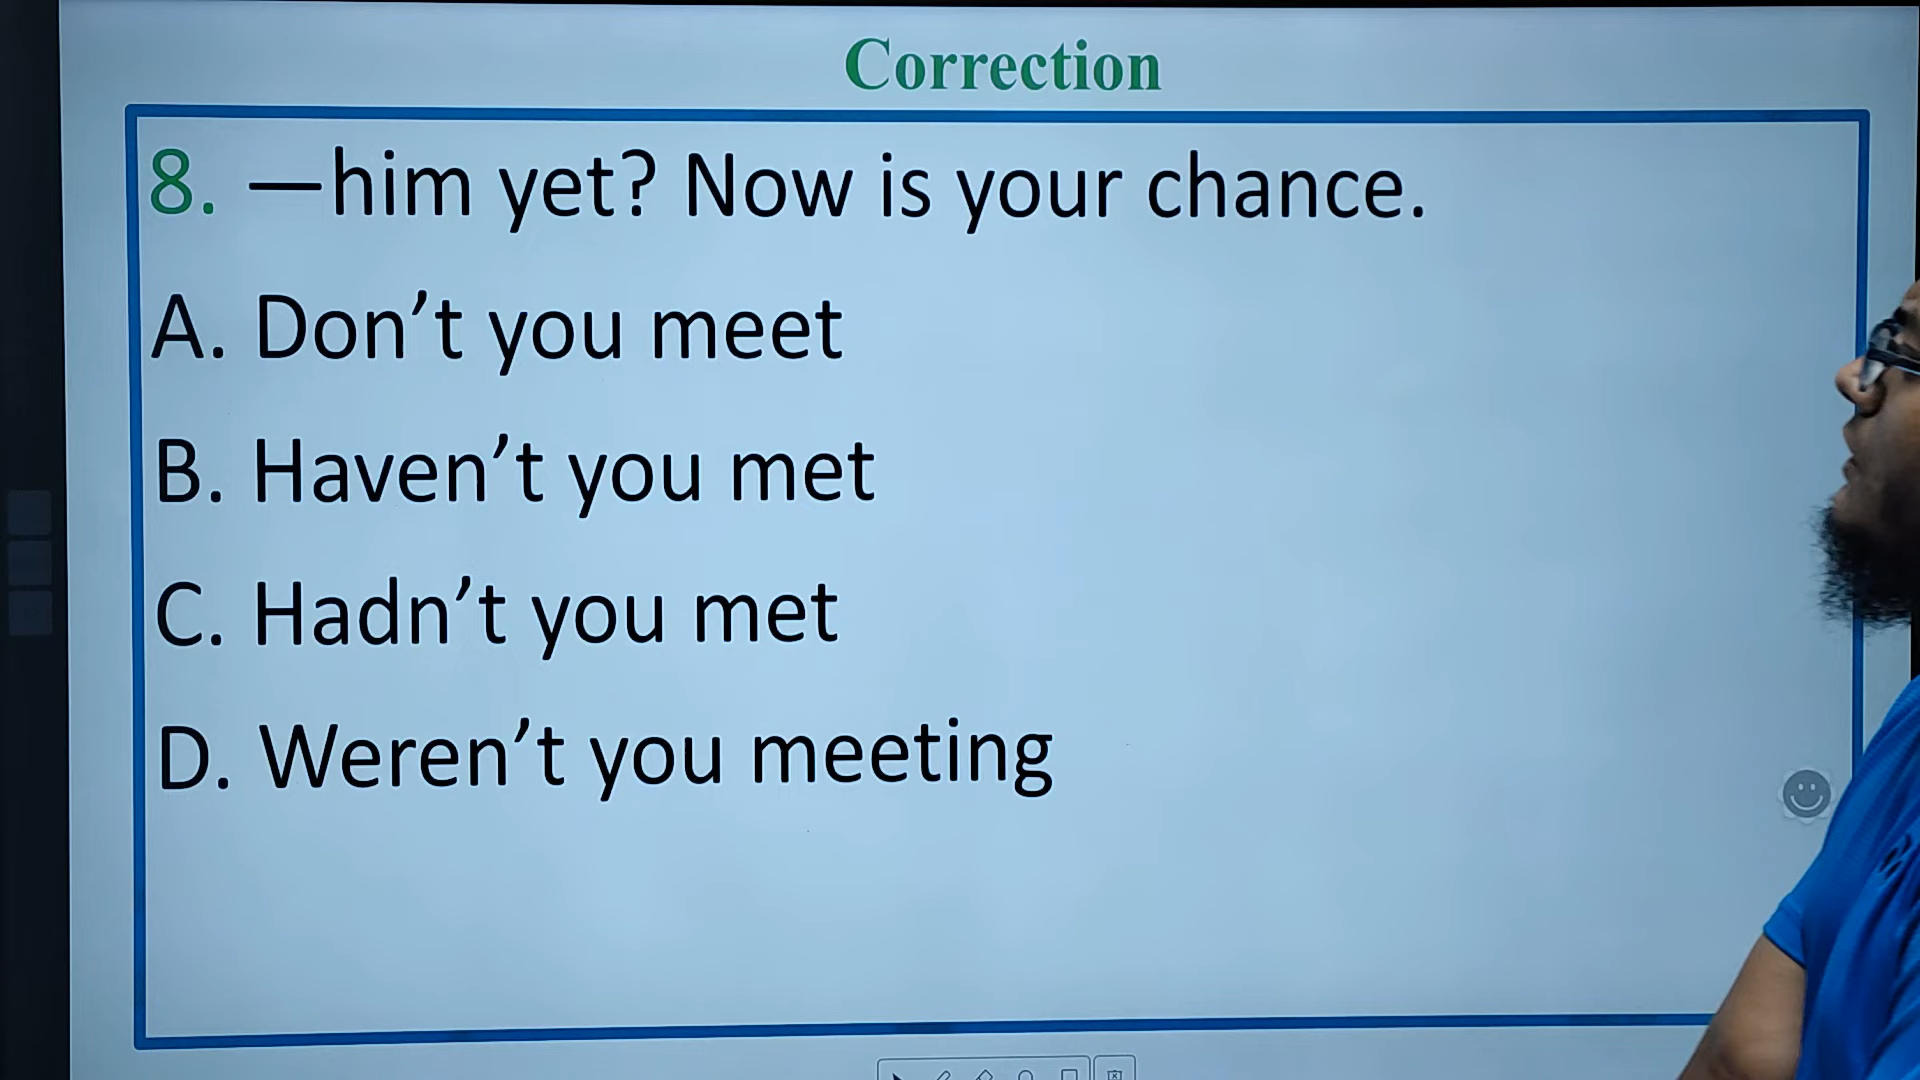 Correction
8. —him yet? Now is your chance.
A. Don’t you meet
B. Haven’t you met
C. Hadn’t you met
D. Weren’t you meeting